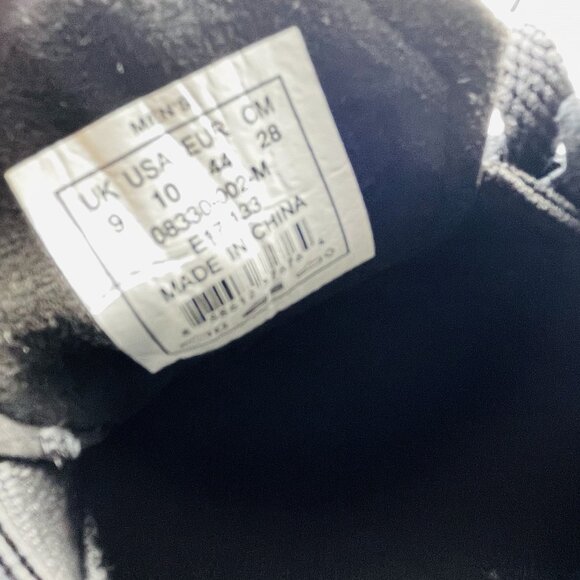 MEN'S
UK USA EUR CM
9 10 44 28
08330-002-M
E17 133
MADE IN CHINA